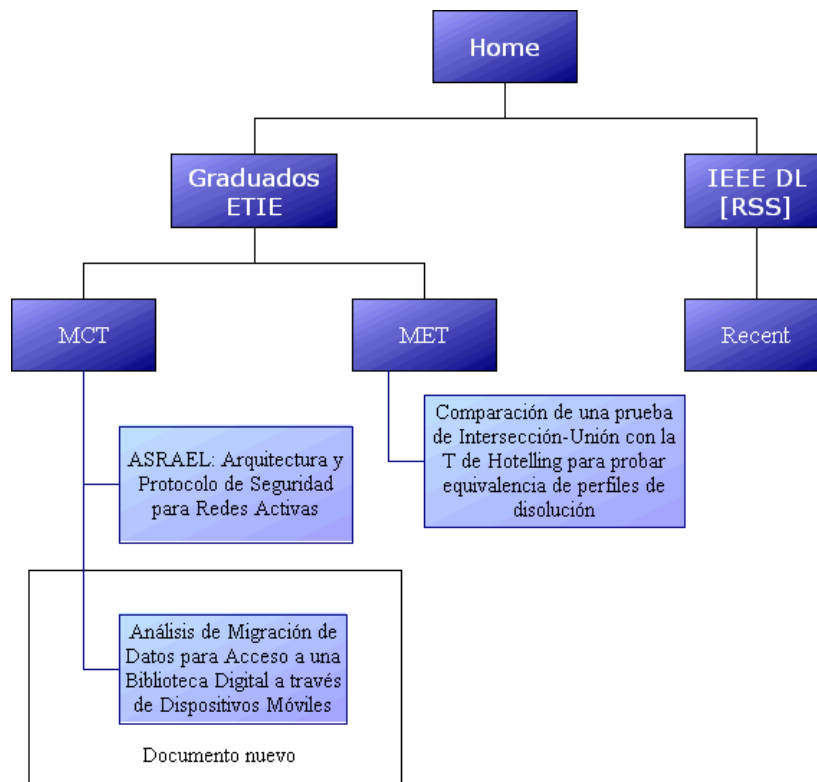 Home
Graduados
ETIE
IEEE DL
[RSS]
MCT
MET
Recent
ASRAEL: Arquitectura y
Protocolo de Seguridad
para Redes Activas
Comparación de una prueba
de Intersección-Unión con la
T de Hotelling para probar
equivalencia de perfiles de
disolución
Análisis de Migración de
Datos para Acceso a una
Biblioteca Digital a través
de Dispositivos Móviles
Documento nuevo